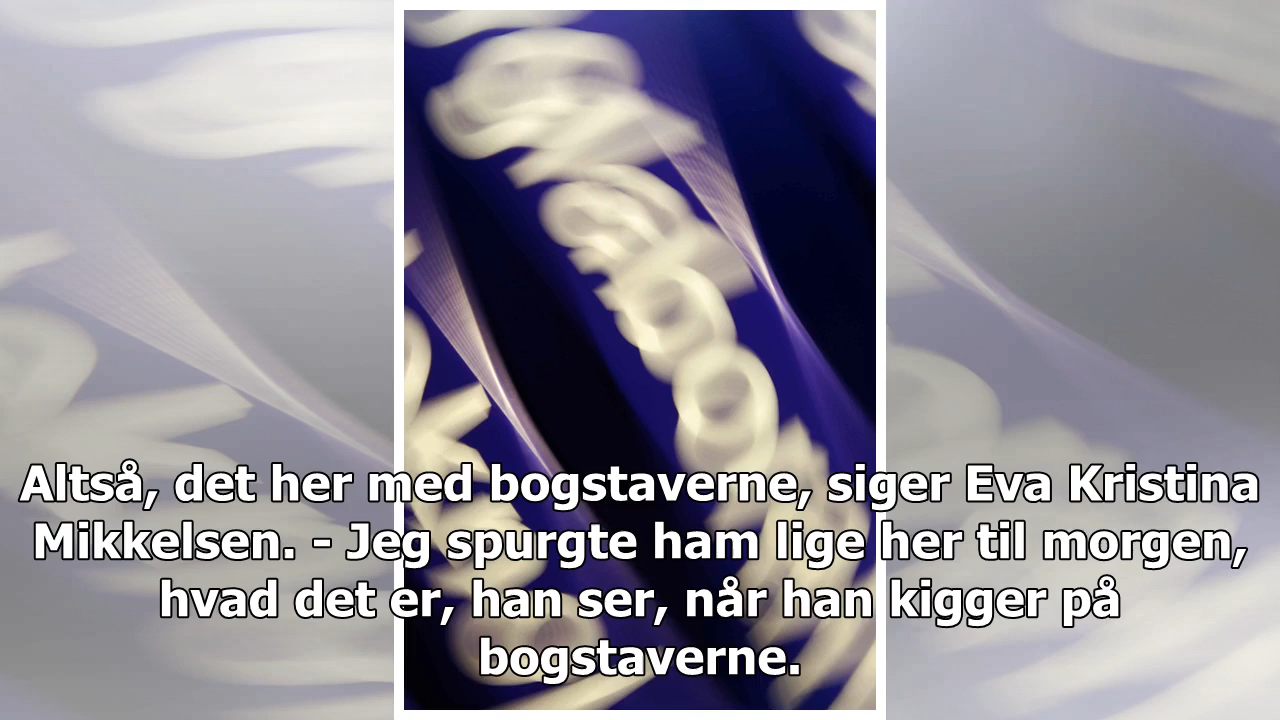 Altså, det her med bogstaverne, siger Eva Kristina
Mikkelsen. - Jeg spurgte ham lige her til morgen,
hvad det er, han ser, når han kigger på
bogstaverne.